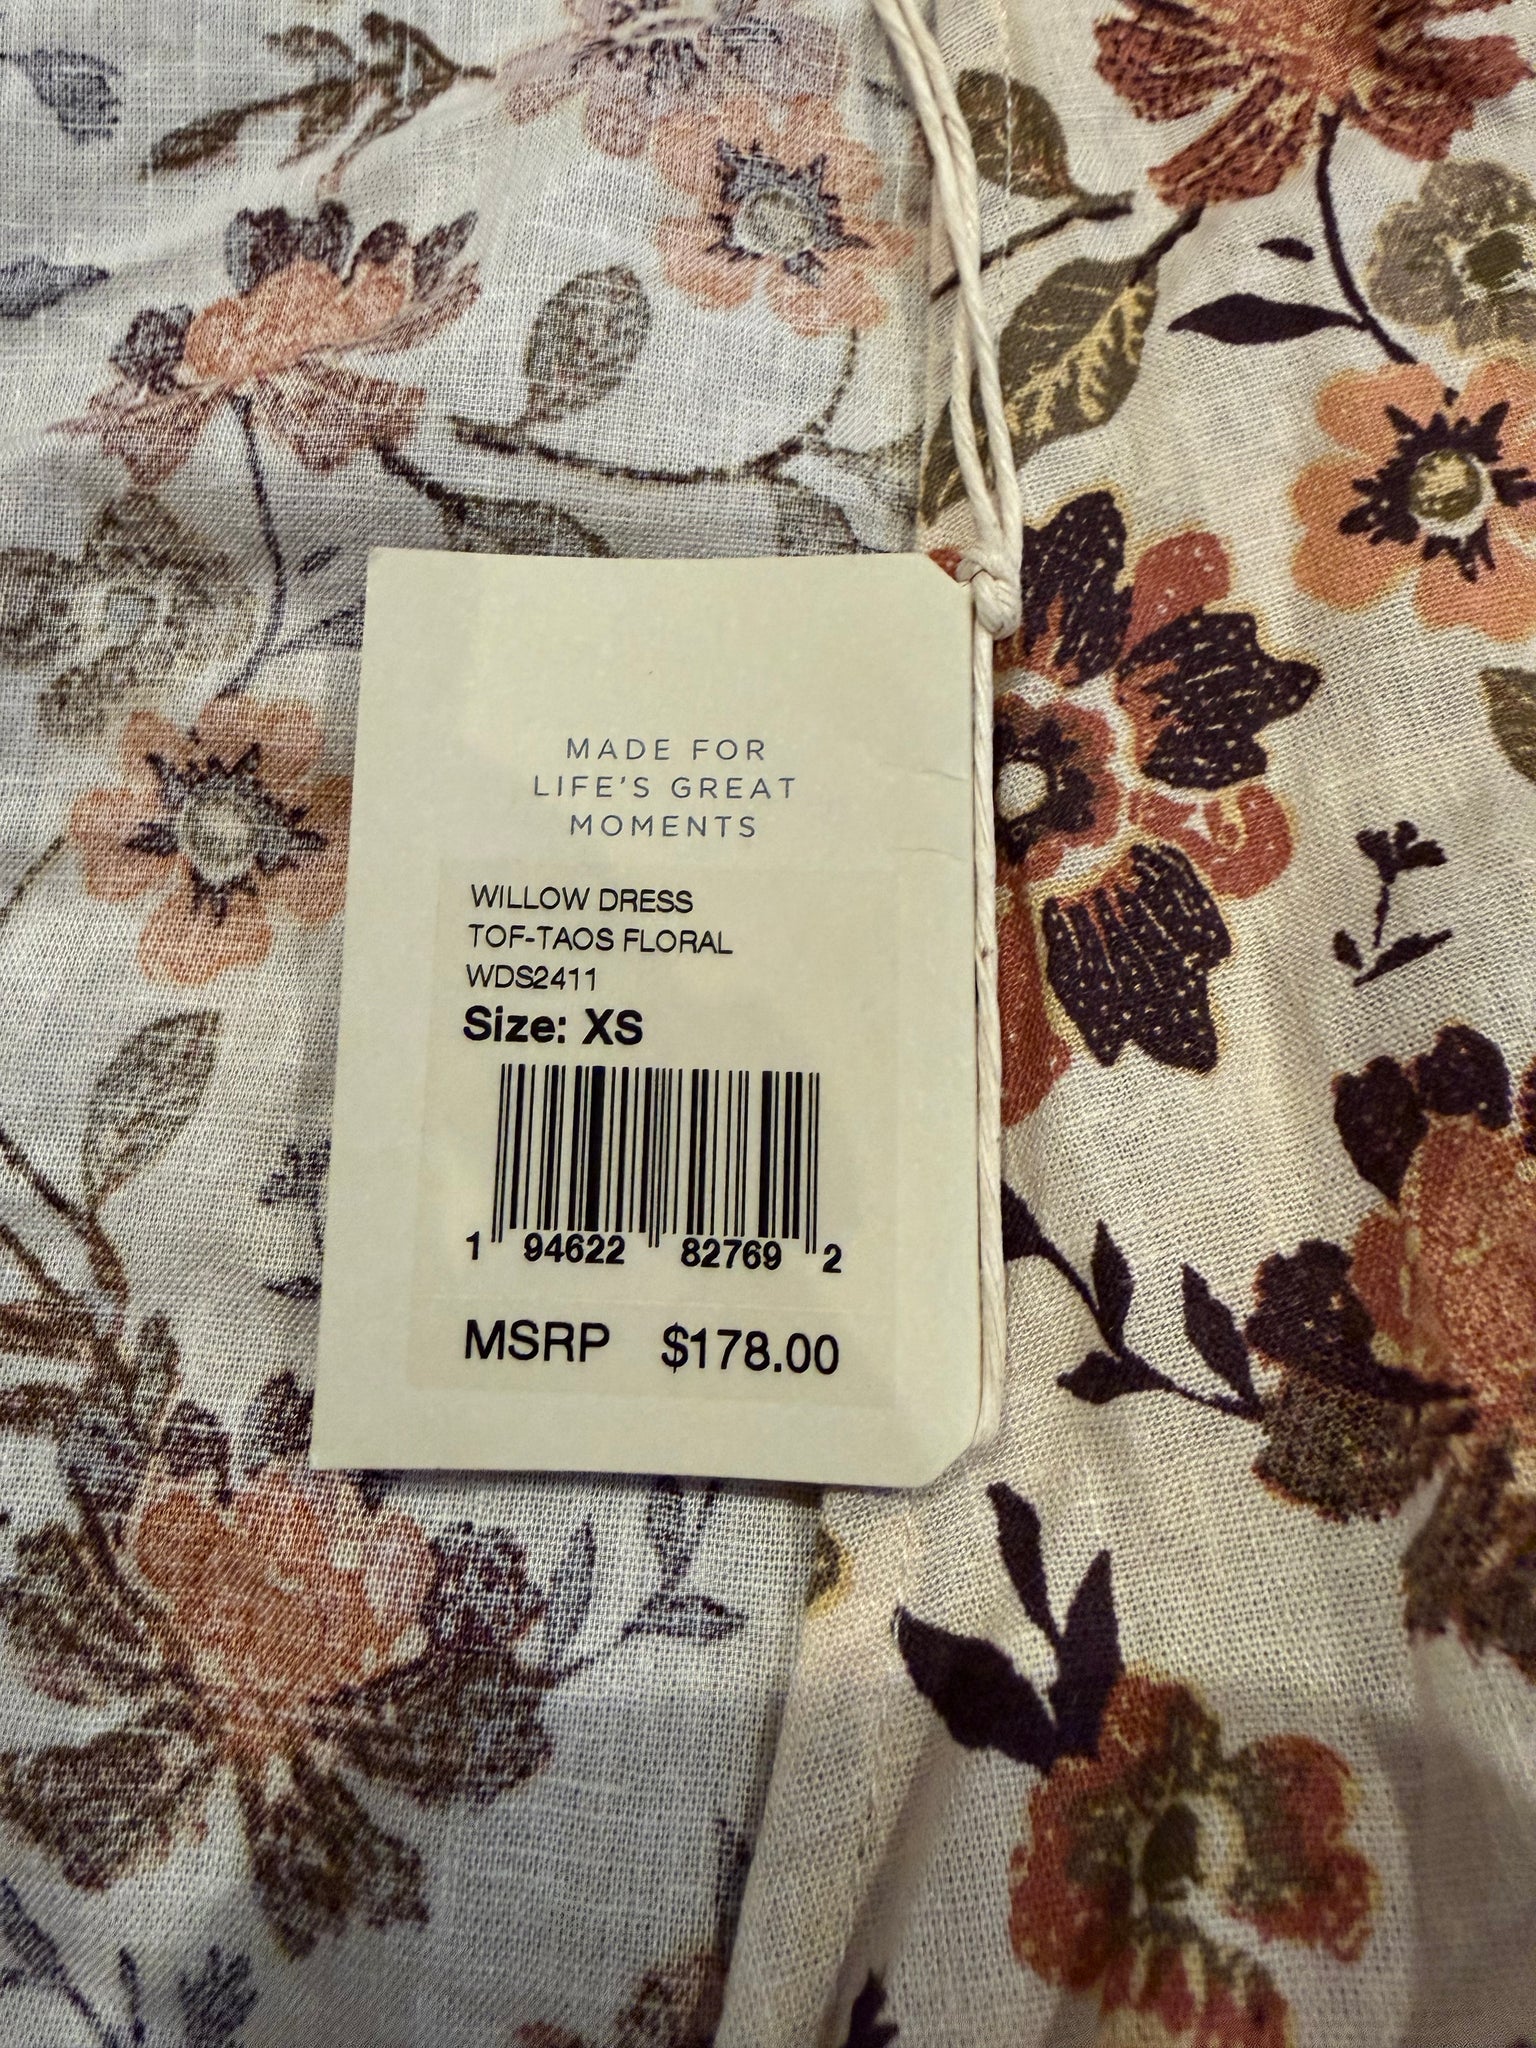 MADE FOR
LIFE'S GREAT
MOMENTS
WILLOW DRESS
TOF-TAOS FLORAL
WDS2411
Size: XS
1 94622 82769 2
MSRP $178.00